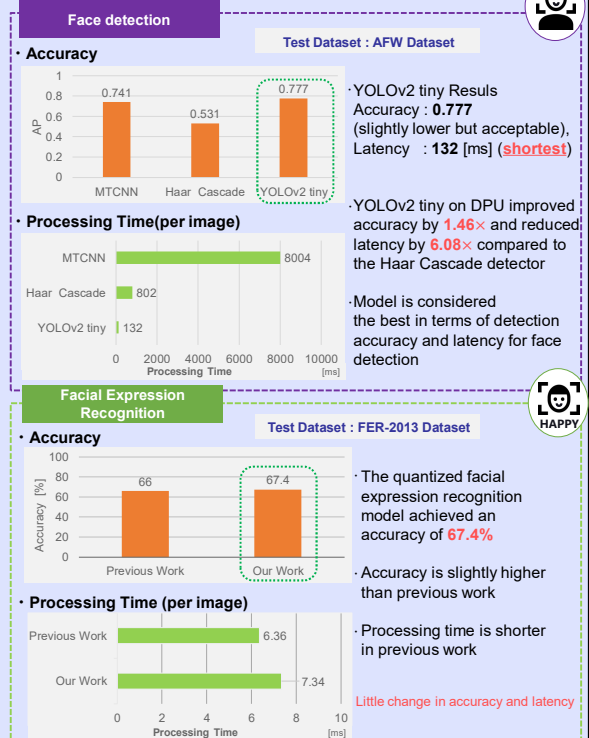 Face detection
Test Dataset : AFW Dataset
· Accuracy
1
0.8
0.6
0.4
0.2
0
AP
0.741
0.531
0.777
MTCNN
Haar Cascade
YOLOv2 tiny
·YOLOv2 tiny Resuls
Accuracy : 0.777
(slightly lower but acceptable),
Latency : 132 [ms] (shortest)
·YOLOv2 tiny on DPU improved
accuracy by 1.46× and reduced
latency by 6.08× compared to
the Haar Cascade detector
·Model is considered
the best in terms of detection
accuracy and latency for face
detection
· Processing Time(per image)
MTCNN
8004
Haar Cascade
802
YOLOv2 tiny
132
0 2000 4000 6000 8000 10000
Processing Time
[ms]
Facial Expression
Recognition
HAPPY
Test Dataset : FER-2013 Dataset
· Accuracy
100
80
60
40
20
0
Accuracy [%]
66
67.4
Previous Work
Our Work
· The quantized facial
expression recognition
model achieved an
accuracy of 67.4%
· Accuracy is slightly higher
than previous work
· Processing time is shorter
in previous work
Little change in accuracy and latency
· Processing Time (per image)
Previous Work
6.36
Our Work
7.34
0 2 4 6 8 10
Processing Time
[ms]